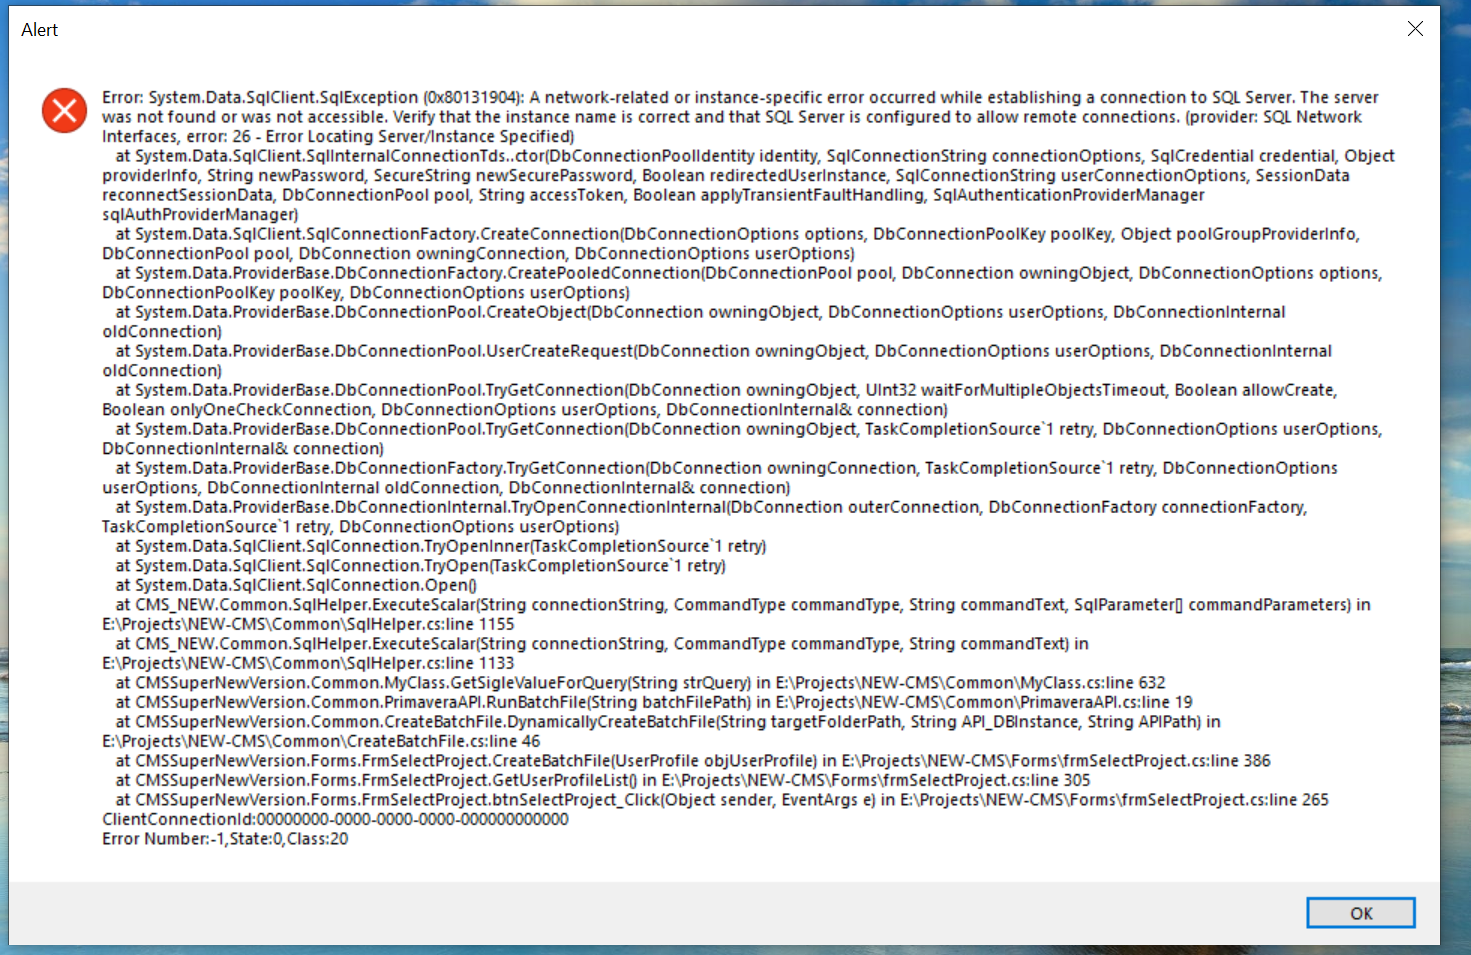 Alert
Error: System.Data.SqlClient.SqlException (0x80131904): A network-related or instance-specific error occurred while establishing a connection to SQL Server. The server
was not found or was not accessible. Verify that the instance name is correct and that SQL Server is configured to allow remote connections. (provider: SQL Network
Interfaces, error: 26 - Error Locating Server/Instance Specified)
at System.Data.SqlClient.SqlInternalConnectionTds..ctor(DbConnectionPoolIdentity identity, SqlConnectionString connectionOptions, SqlCredential credential, Object
providerInfo, String newPassword, SecureString newSecurePassword, Boolean redirectedUserInstance, SqlConnectionString userConnectionOptions, SessionData
reconnectSessionData, DbConnectionPool pool, String accessToken, Boolean applyTransientFaultHandling, SqlAuthenticationProviderManager
sqlAuthProviderManager)
at System.Data.SqlClient.SqlConnectionFactory.CreateConnection(DbConnectionOptions options, DbConnectionPoolKey poolKey, Object poolGroupProviderInfo,
DbConnectionPool pool, DbConnection owningConnection, DbConnectionOptions userOptions)
at System.Data.ProviderBase.DbConnectionFactory.CreatePooledConnection(DbConnectionPool pool, DbConnection owningObject, DbConnectionOptions options,
DbConnectionPoolKey poolKey, DbConnectionOptions userOptions)
at System.Data.ProviderBase.DbConnectionPool.CreateObject(DbConnection owningObject, DbConnectionOptions userOptions, DbConnectionInternal
oldConnection)
at System.Data.ProviderBase.DbConnectionPool.UserCreateRequest(DbConnection owningObject, DbConnectionOptions userOptions, DbConnectionInternal
oldConnection)
at System.Data.ProviderBase.DbConnectionPool.TryGetConnection(DbConnection owningObject, UInt32 waitForMultipleObjectsTimeout, Boolean allowCreate,
Boolean onlyOneCheckConnection, DbConnectionOptions userOptions, DbConnectionInternal& connection)
at System.Data.ProviderBase.DbConnectionPool.TryGetConnection(DbConnection owningObject, TaskCompletionSource`1 retry, DbConnectionOptions userOptions,
DbConnectionInternal& connection)
at System.Data.ProviderBase.DbConnectionFactory.TryGetConnection(DbConnection owningConnection, TaskCompletionSource`1 retry, DbConnectionOptions
userOptions, DbConnectionInternal oldConnection, DbConnectionInternal& connection)
at System.Data.ProviderBase.DbConnectionInternal.TryOpenConnectionInternal(DbConnection outerConnection, DbConnectionFactory connectionFactory,
TaskCompletionSource`1 retry, DbConnectionOptions userOptions)
at System.Data.SqlClient.SqlConnection.TryOpenInner(TaskCompletionSource`1 retry)
at System.Data.SqlClient.SqlConnection.TryOpen(TaskCompletionSource`1 retry)
at System.Data.SqlClient.SqlConnection.Open()
at CMS_NEW.Common.SqlHelper.ExecuteScalar(String connectionString, CommandType commandType, String commandText, SqlParameter[] commandParameters) in
E:\Projects\NEW-CMS\Common\SqlHelper.cs:line 1155
at CMS_NEW.Common.SqlHelper.ExecuteScalar(String connectionString, CommandType commandType, String commandText) in
E:\Projects\NEW-CMS\Common\SqlHelper.cs:line 1133
at CMSSuperNewVersion.Common.MyClass.GetSigleValueForQuery(String strQuery) in E:\Projects\NEW-CMS\Common\MyClass.cs:line 632
at CMSSuperNewVersion.Common.PrimaveraAPI.RunBatchFile(String batchFilePath) in E:\Projects\NEW-CMS\Common\PrimaveraAPI.cs:line 19
at CMSSuperNewVersion.Common.CreateBatchFile.DynamicallyCreateBatchFile(String targetFolderPath, String API_DBInstance, String APIPath) in
E:\Projects\NEW-CMS\Common\CreateBatchFile.cs:line 46
at CMSSuperNewVersion.Forms.FrmSelectProject.CreateBatchFile(UserProfile objUserProfile) in E:\Projects\NEW-CMS\Forms\frmSelectProject.cs:line 386
at CMSSuperNewVersion.Forms.FrmSelectProject.GetUserProfileList() in E:\Projects\NEW-CMS\Forms\frmSelectProject.cs:line 305
at CMSSuperNewVersion.Forms.FrmSelectProject.btnSelectProject_Click(Object sender, EventArgs e) in E:\Projects\NEW-CMS\Forms\frmSelectProject.cs:line 265
ClientConnectionId:00000000-0000-0000-0000-000000000000
Error Number:-1,State:0,Class:20
OK